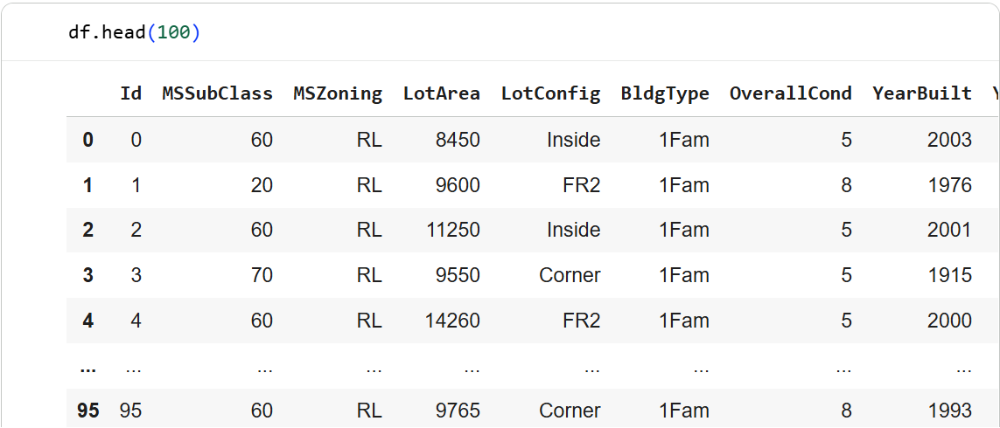 df.head(100)
Id MSSubClass MSZoning LotArea LotConfig BldgType OverallCond YearBuilt
0 0 60 RL 8450 Inside 1Fam 5 2003
1 1 20 RL 9600 FR2 1Fam 8 1976
2 2 60 RL 11250 Inside 1Fam 5 2001
3 3 70 RL 9550 Corner 1Fam 5 1915
4 4 60 RL 14260 FR2 1Fam 5 2000
... ... ... ... ... ... ... ... ...
95 95 60 RL 9765 Corner 1Fam 8 1993